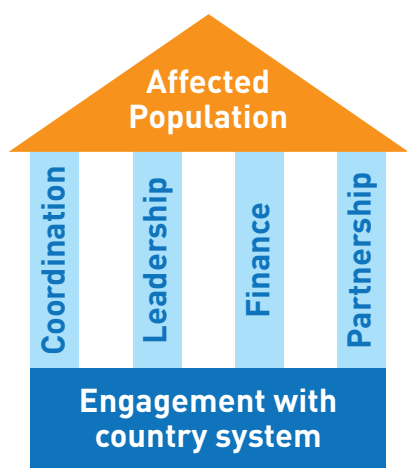 Affected
Population
Coordination
Leadership
Finance
Partnership
Engagement with
country system